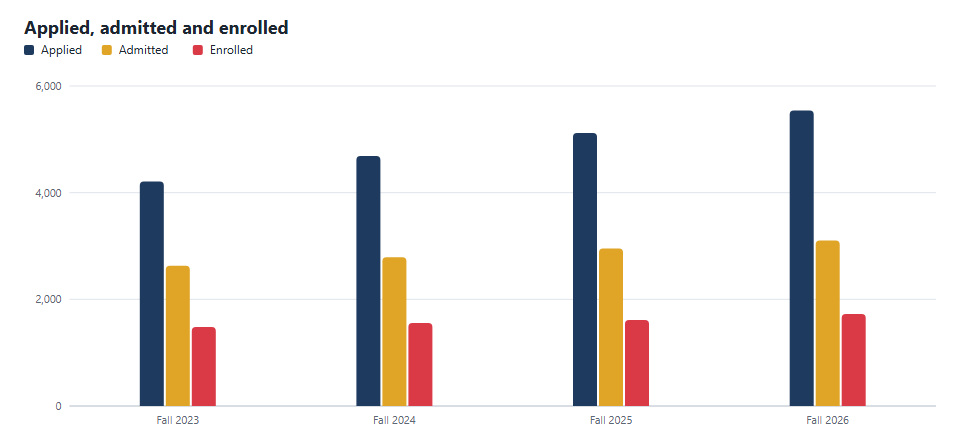 Applied, admitted and enrolled
Applied Admitted Enrolled
6,000
4,000
2,000
0
Fall 2023 Fall 2024 Fall 2025 Fall 2026